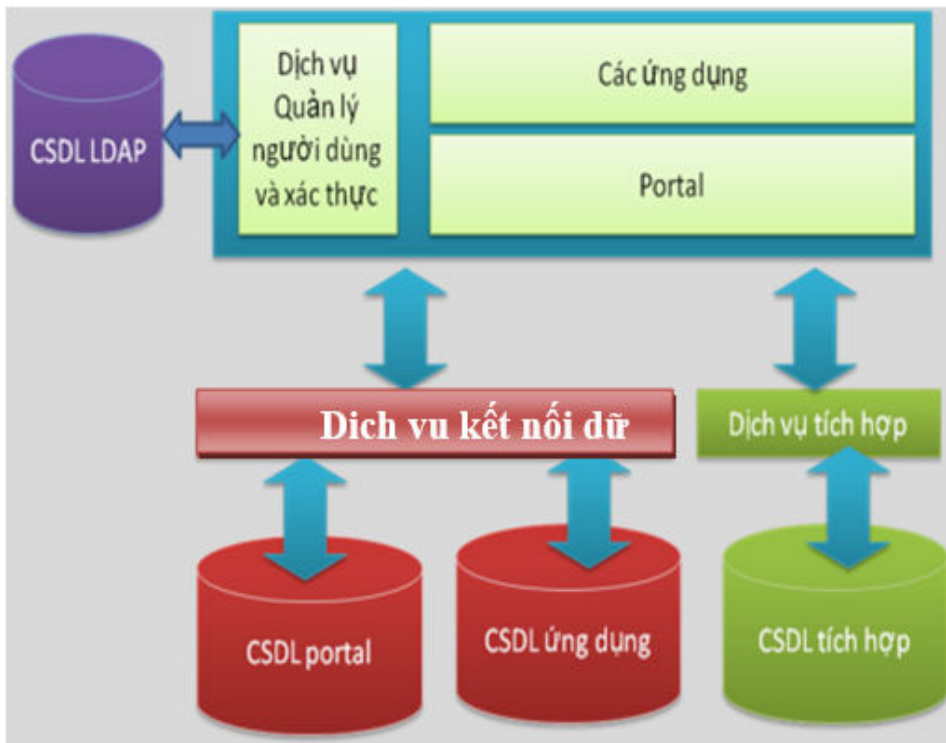 CSDL LDAP
Dịch vụ
Quản lý
người dùng
và xác thực
Các ứng dụng
Portal
Dich vu kết nối dữ
Dịch vụ tích hợp
CSDL portal
CSDL ứng dụng
CSDL tích hợp